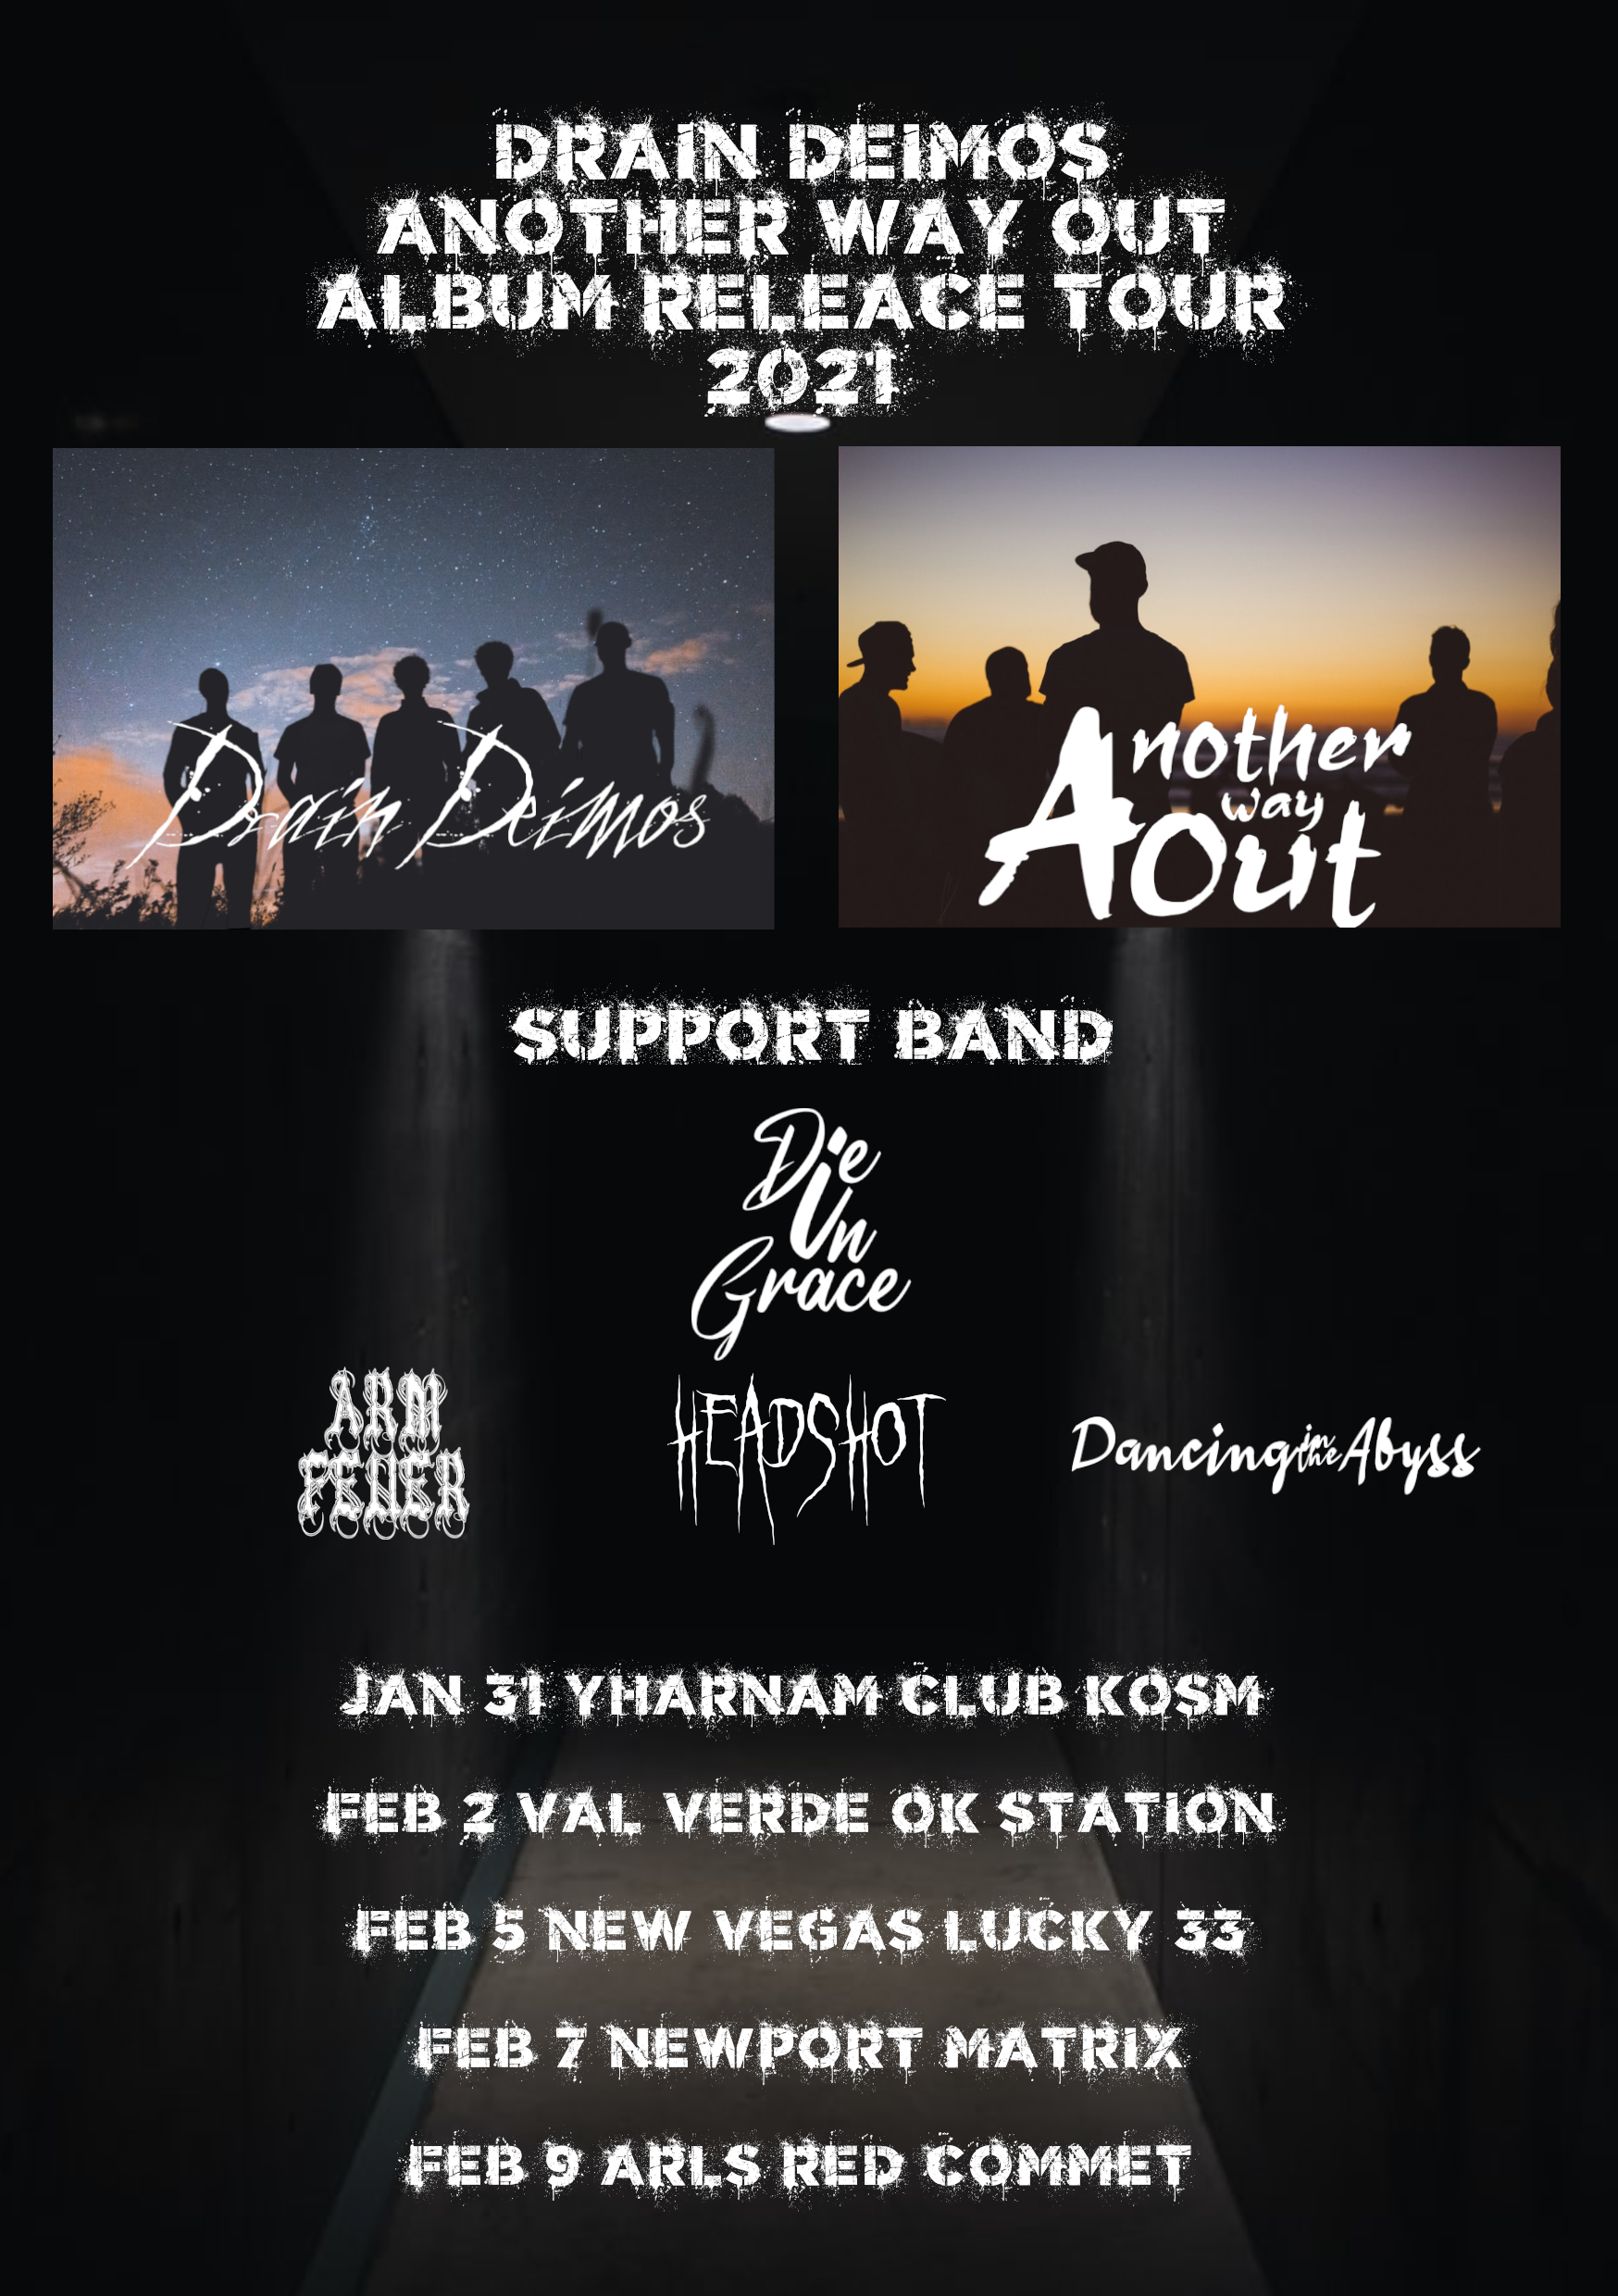 DRAIN DEIMOS
ANOTHER WAY OUT
ALBUM RELEACE TOUR
2021
Drain Deimos
Another
way
out
SUPPORT BAND
Die
In
Grace
ARM
FEUER
HEADSHOT
Dancing in the Abyss
JAN 31 YHARNAM CLUB KOSM
FEB 2 VAL VERDE OK STATION
FEB 5 NEW VEGAS LUCKY 33
FEB 7 NEWPORT MATRIX
FEB 9 ARLS RED COMMET